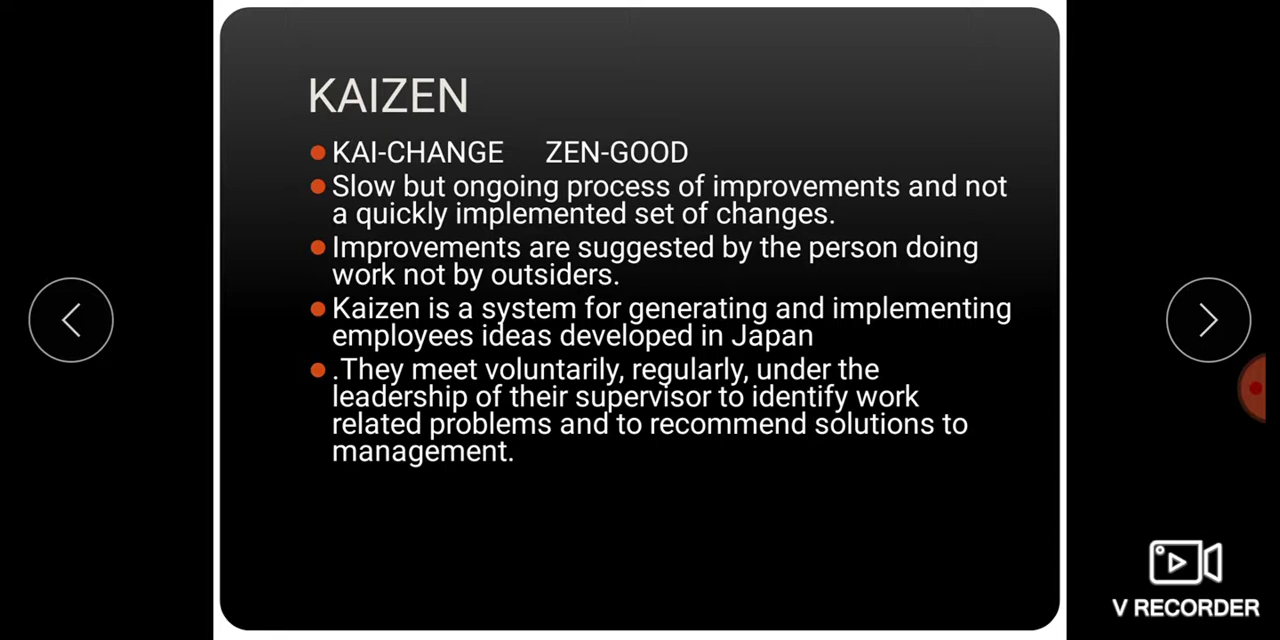 KAIZEN
KAI-CHANGE ZEN-GOOD
Slow but ongoing process of improvements and not
a quickly implemented set of changes.
Improvements are suggested by the person doing
work not by outsiders.
Kaizen is a system for generating and implementing
employees ideas developed in Japan
.They meet voluntarily, regularly, under the
leadership of their supervisor to identify work
related problems and to recommend solutions to
management.
V RECORDER